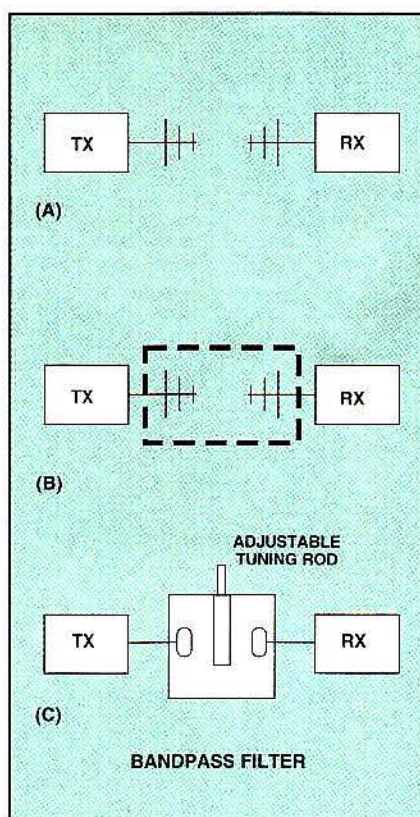 TX
RX
(A)
TX
RX
(B)
ADJUSTABLE
TUNING ROD
TX
RX
(C)
BANDPASS FILTER